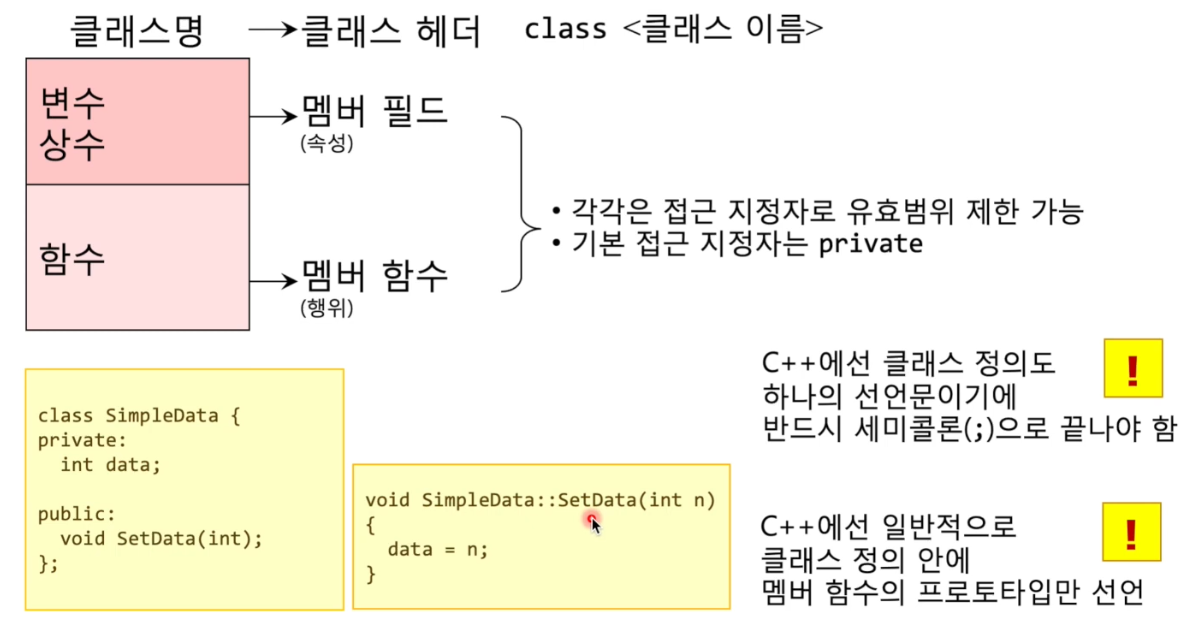 클래스명 클래스 헤더 class <클래스 이름>
변수
상수
멤버 필드
(속성)
함수
멤버 함수
(행위)
• 각각은 접근 지정자로 유효범위 제한 가능
• 기본 접근 지정자는 private
class SimpleData {
private:
int data;
public:
void SetData(int);
};
void SimpleData::SetData(int n)
{
data = n;
}
C++에선 클래스 정의도
하나의 선언문이기에
반드시 세미콜론(;)으로 끝나야 함
!
C++에선 일반적으로
클래스 정의 안에
멤버 함수의 프로토타입만 선언
!